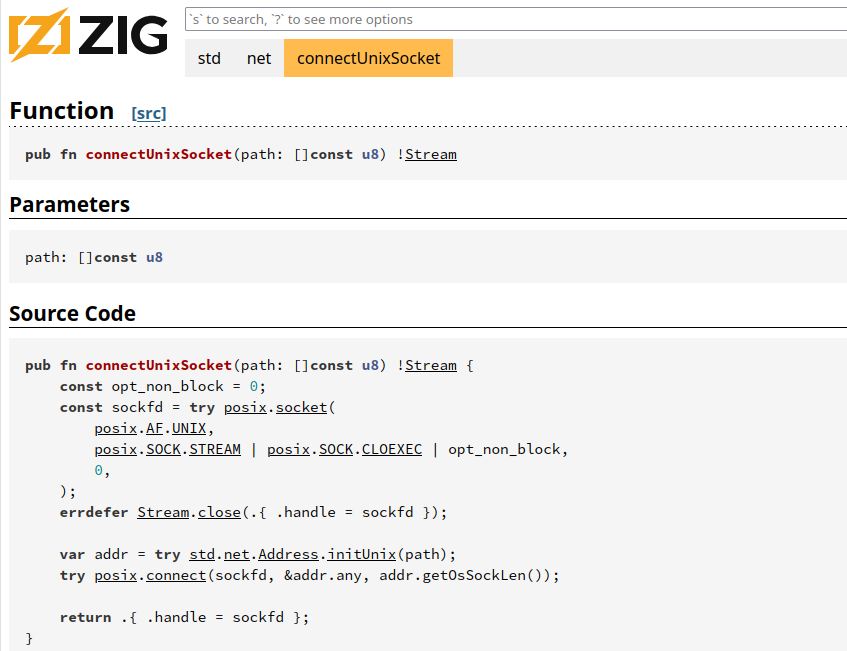 ZIG
`s` to search, `?` to see more options
std net connectUnixSocket
Function [src]
pub fn connectUnixSocket(path: []const u8) !Stream
Parameters
path: []const u8
Source Code
pub fn connectUnixSocket(path: []const u8) !Stream {
    const opt_non_block = 0;
    const sockfd = try posix.socket(
        posix.AF.UNIX,
        posix.SOCK.STREAM | posix.SOCK.CLOEXEC | opt_non_block,
        0,
    );
    errdefer Stream.close(.{ .handle = sockfd });
    var addr = try std.net.Address.initUnix(path);
    try posix.connect(sockfd, &addr.any, addr.getOsSockLen());
    return .{ .handle = sockfd };
}